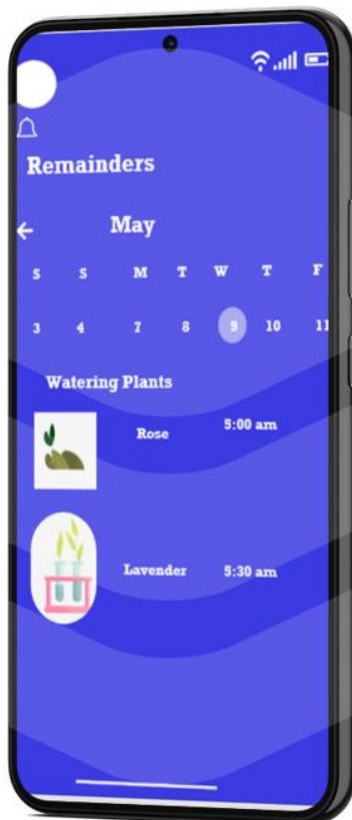 Remainders
May
S S M T W T F
3 4 7 8 9 10 11
Watering Plants
Rose 5:00 am
Lavender 5:30 am